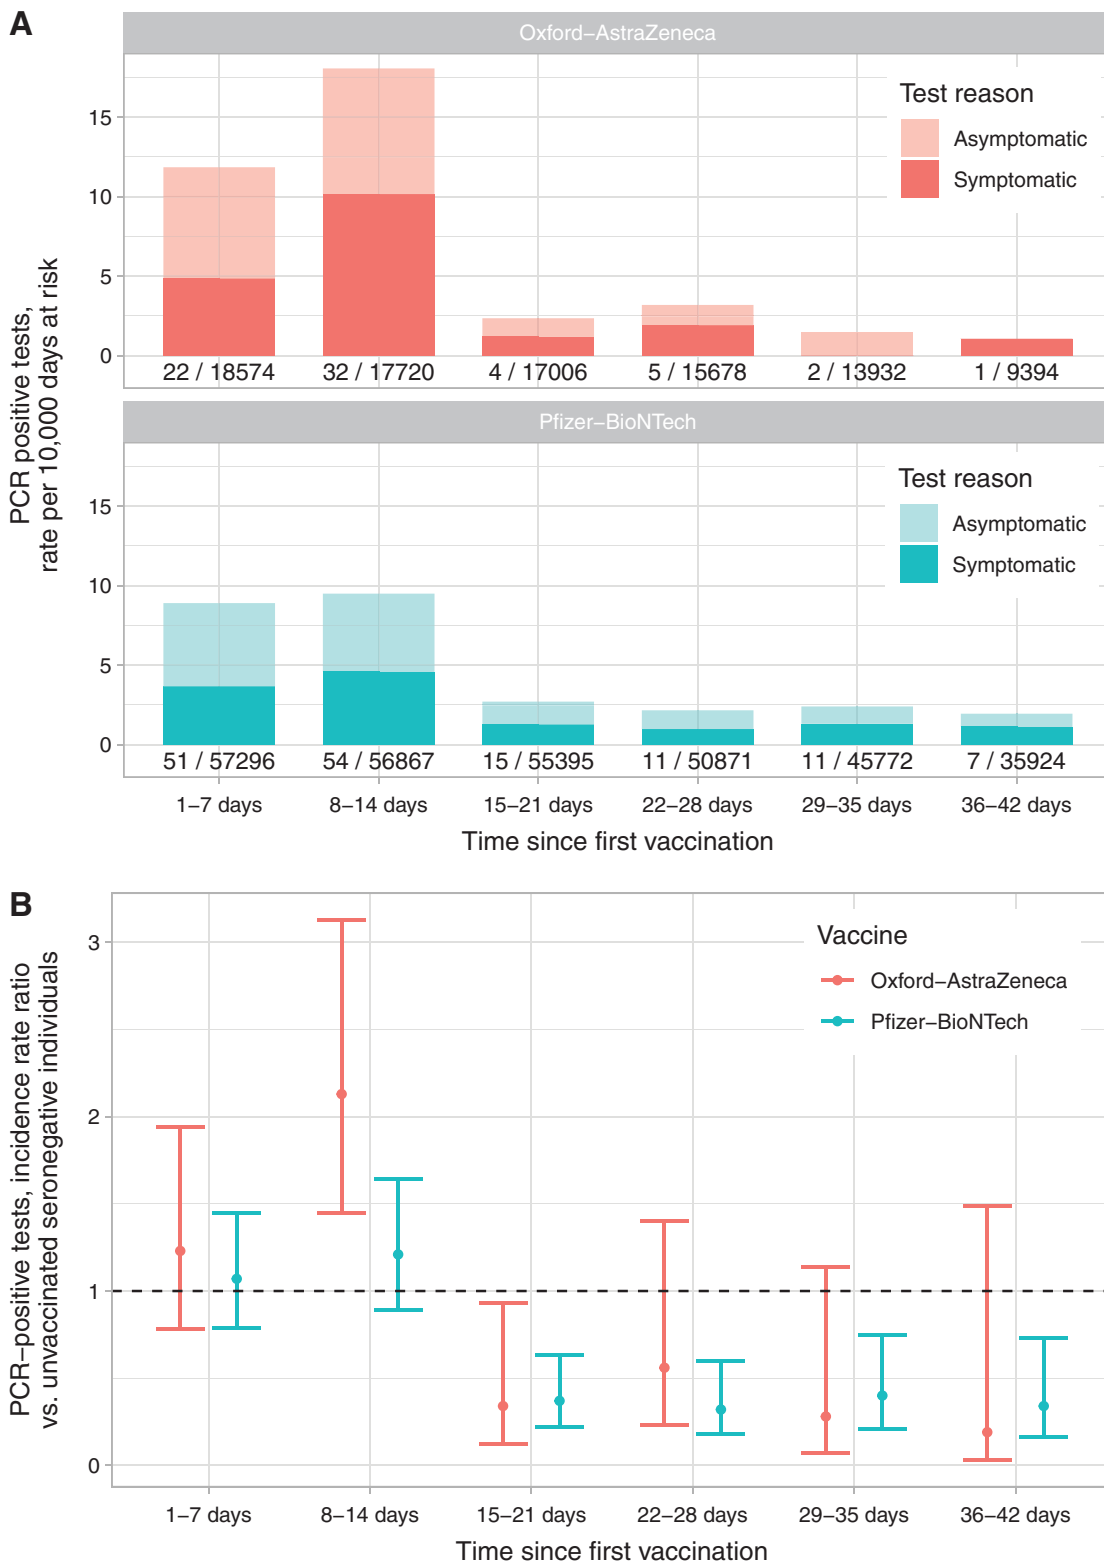 A
Oxford–AstraZeneca
PCR positive tests,
rate per 10,000 days at risk
15
10
5
0
Test reason
Asymptomatic
Symptomatic
22 / 18574
32 / 17720
4 / 17006
5 / 15678
2 / 13932
1 / 9394
Pfizer–BioNTech
15
10
5
0
Test reason
Asymptomatic
Symptomatic
51 / 57296
54 / 56867
15 / 55395
11 / 50871
11 / 45772
7 / 35924
1–7 days
8–14 days
15–21 days
22–28 days
29–35 days
36–42 days
Time since first vaccination
B
PCR–positive tests, incidence rate ratio
vs. unvaccinated seronegative individuals
3
2
1
0
Vaccine
Oxford–AstraZeneca
Pfizer–BioNTech
1–7 days
8–14 days
15–21 days
22–28 days
29–35 days
36–42 days
Time since first vaccination